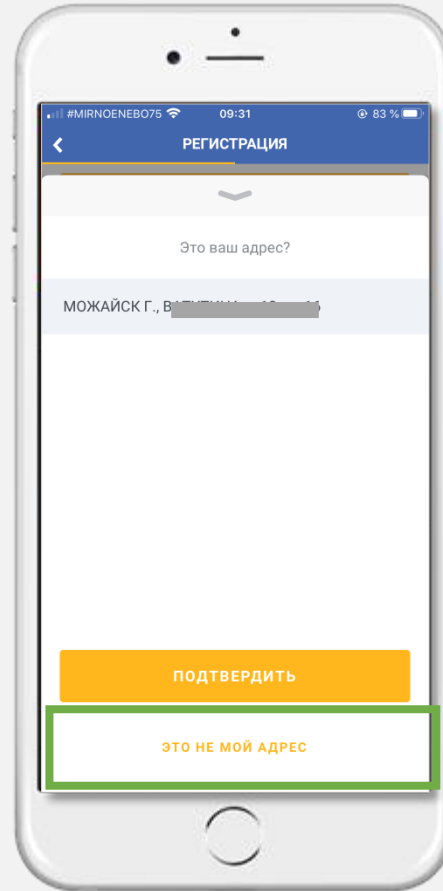 #MIRNOENEBO75 09:31 83 %
РЕГИСТРАЦИЯ
Это ваш адрес?
МОЖАЙСК Г.,
ПОДТВЕРДИТЬ
ЭТО НЕ МОЙ АДРЕС